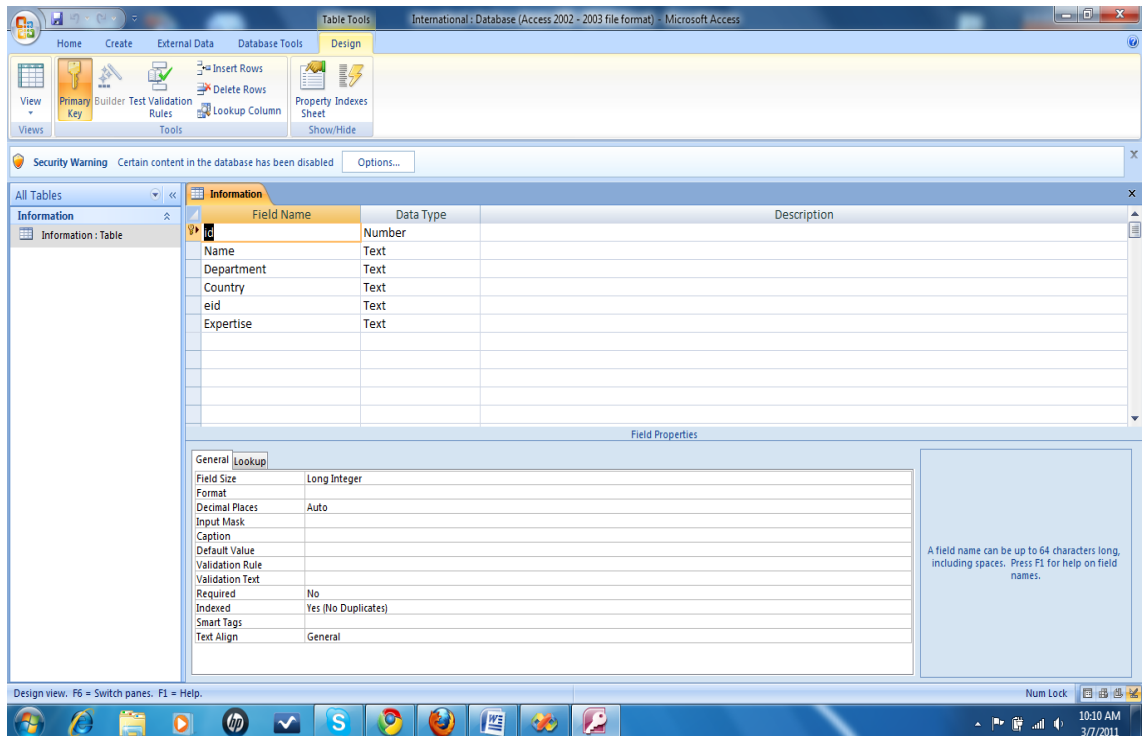 Table Tools International : Database (Access 2002 - 2003 file format) - Microsoft Access
Home Create External Data Database Tools Design
View
Primary Key
Builder
Test Validation Rules
Insert Rows
Delete Rows
Lookup Column
Property Sheet
Indexes
Views Tools Show/Hide
Security Warning Certain content in the database has been disabled Options...
All Tables
Information
Information : Table
Information
Field Name Data Type Description
id Number
Name Text
Department Text
Country Text
eid Text
Expertise Text
Field Properties
General Lookup
Field Size Long Integer
Format
Decimal Places Auto
Input Mask
Caption
Default Value
Validation Rule
Validation Text
Required No
Indexed Yes (No Duplicates)
Smart Tags
Text Align General
A field name can be up to 64 characters long,
including spaces. Press F1 for help on field
names.
Design view. F6 = Switch panes. F1 = Help. Num Lock
hp
S
W
10:10 AM
3/7/2011